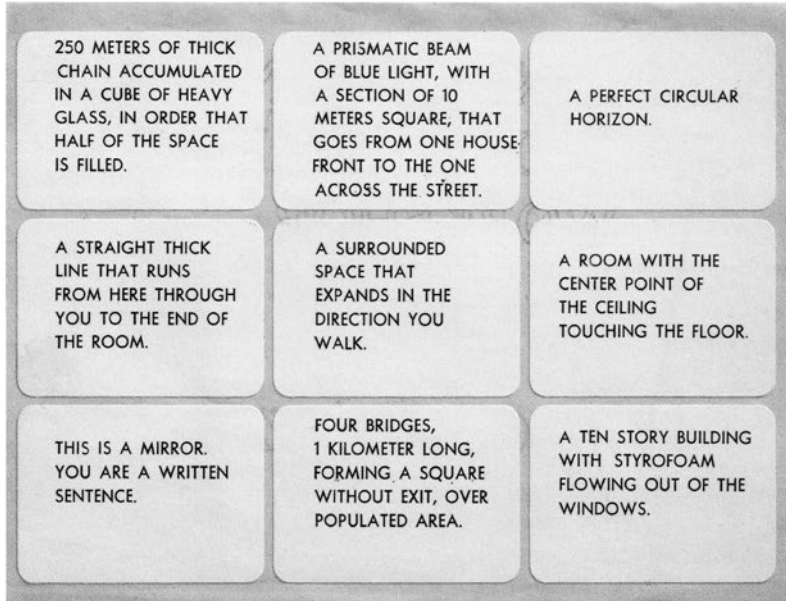 250 METERS OF THICK
CHAIN ACCUMULATED
IN A CUBE OF HEAVY
GLASS, IN ORDER THAT
HALF OF THE SPACE
IS FILLED.
A PRISMATIC BEAM
OF BLUE LIGHT, WITH
A SECTION OF 10
METERS SQUARE, THAT
GOES FROM ONE HOUSE-
FRONT TO THE ONE
ACROSS THE STREET.
A PERFECT CIRCULAR
HORIZON.
A STRAIGHT THICK
LINE THAT RUNS
FROM HERE THROUGH
YOU TO THE END OF
THE ROOM.
A SURROUNDED
SPACE THAT
EXPANDS IN THE
DIRECTION YOU
WALK.
A ROOM WITH THE
CENTER POINT OF
THE CEILING
TOUCHING THE FLOOR.
THIS IS A MIRROR.
YOU ARE A WRITTEN
SENTENCE.
FOUR BRIDGES,
1 KILOMETER LONG,
FORMING A SQUARE
WITHOUT EXIT, OVER
POPULATED AREA.
A TEN STORY BUILDING
WITH STYROFOAM
FLOWING OUT OF THE
WINDOWS.